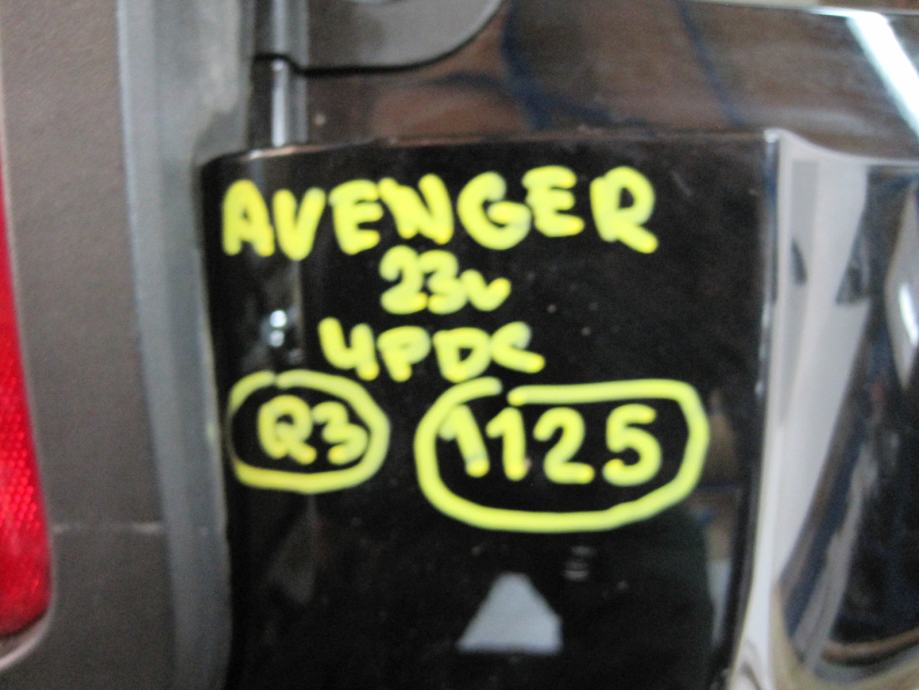 AVENGER
23v
4PDC
Q3 1125